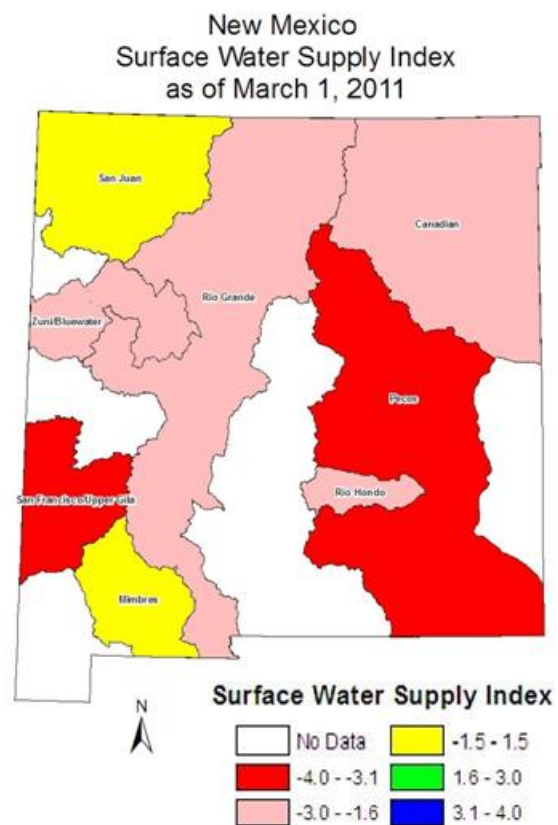 New Mexico
Surface Water Supply Index
as of March 1, 2011
San Juan
Canadian
Rio Grande
Zuni/Bluewater
Pecos
San Francisco/Upper Gila
Rio Hondo
Mimbres
N
Surface Water Supply Index
No Data
-1.5 - 1.5
-4.0 - -3.1
1.6 - 3.0
-3.0 - -1.6
3.1 - 4.0